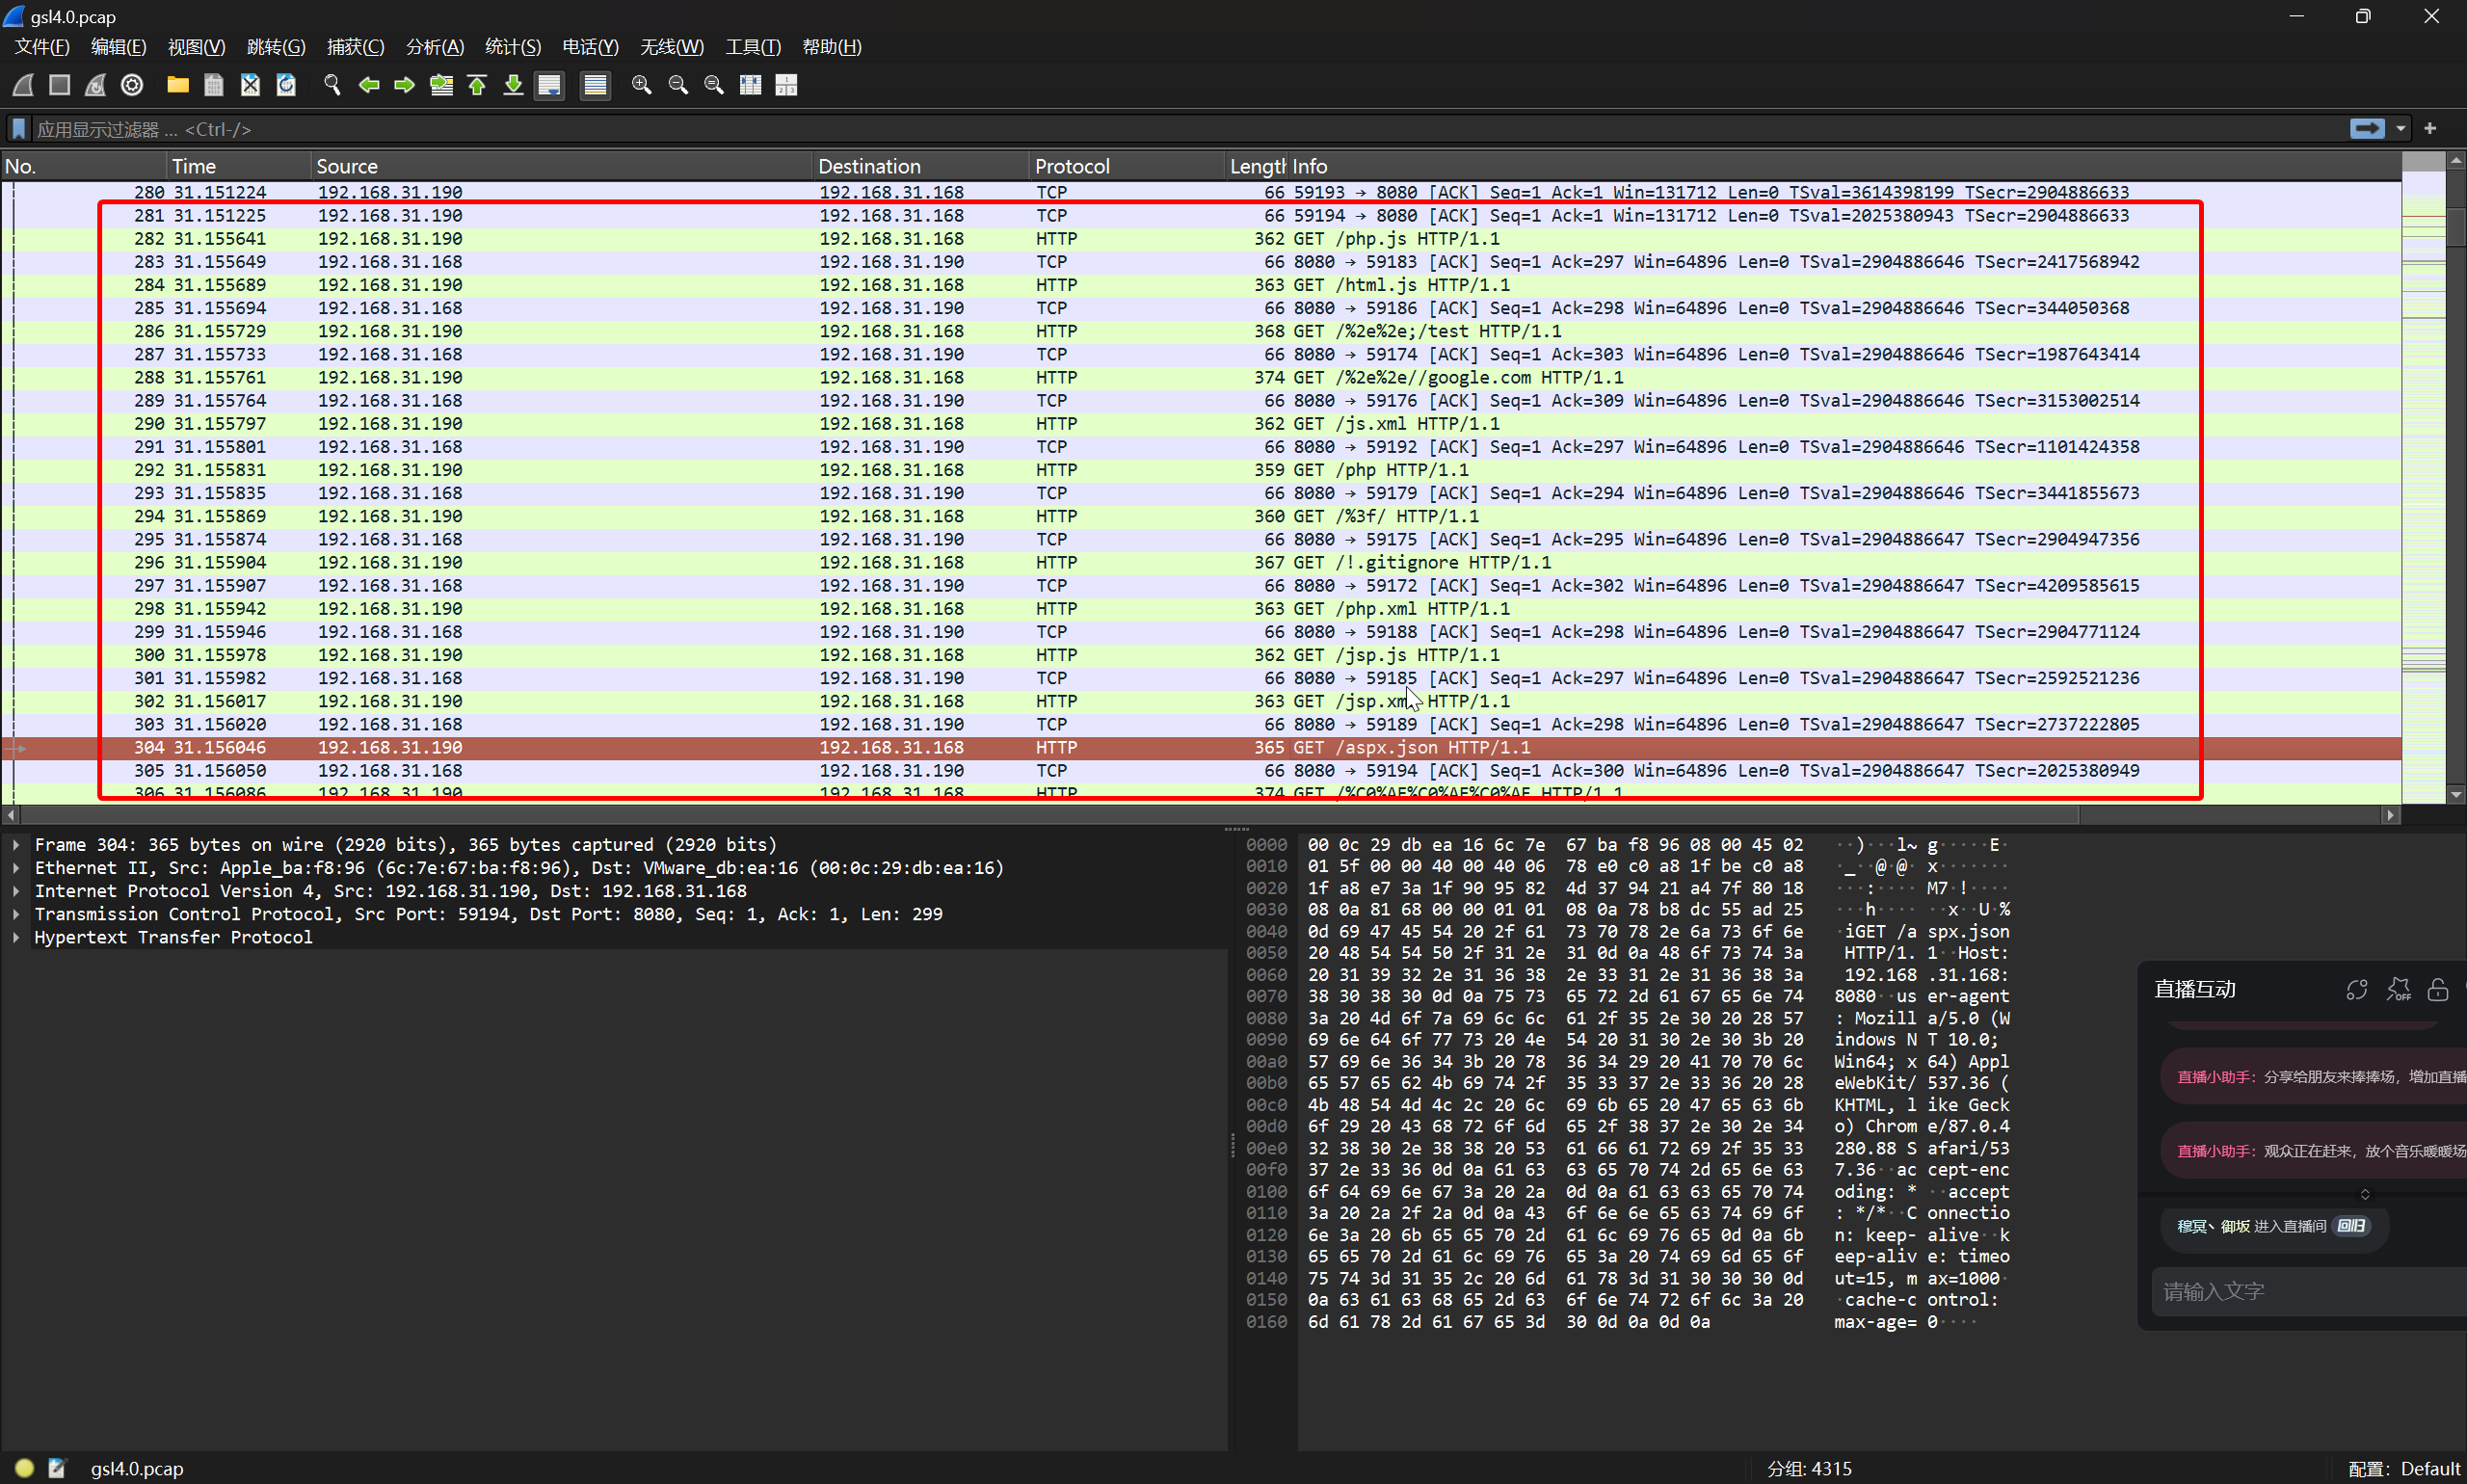 gsl4.0.pcap
文件(F) 编辑(E) 视图(V) 跳转(G) 捕获(C) 分析(A) 统计(S) 电话(Y) 无线(W) 工具(T) 帮助(H)
应用显示过滤器 … <Ctrl-/>
No. Time Source Destination Protocol Length Info
280 31.151224 192.168.31.190 192.168.31.168 TCP 66 59193 → 8080 [ACK] Seq=1 Ack=1 Win=131712 Len=0 TSval=3614398199 TSecr=2904886633
281 31.151225 192.168.31.190 192.168.31.168 TCP 66 59194 → 8080 [ACK] Seq=1 Ack=1 Win=131712 Len=0 TSval=2025380943 TSecr=2904886633
282 31.155641 192.168.31.190 192.168.31.168 HTTP 362 GET /php.js HTTP/1.1
283 31.155649 192.168.31.168 192.168.31.190 TCP 66 8080 → 59183 [ACK] Seq=1 Ack=297 Win=64896 Len=0 TSval=2904886646 TSecr=2417568942
284 31.155689 192.168.31.190 192.168.31.168 HTTP 363 GET /html.js HTTP/1.1
285 31.155694 192.168.31.168 192.168.31.190 TCP 66 8080 → 59186 [ACK] Seq=1 Ack=298 Win=64896 Len=0 TSval=2904886646 TSecr=344050368
286 31.155729 192.168.31.190 192.168.31.168 HTTP 368 GET /%2e%2e;/test HTTP/1.1
287 31.155733 192.168.31.168 192.168.31.190 TCP 66 8080 → 59174 [ACK] Seq=1 Ack=303 Win=64896 Len=0 TSval=2904886646 TSecr=1987643414
288 31.155761 192.168.31.190 192.168.31.168 HTTP 374 GET /%2e%2e//google.com HTTP/1.1
289 31.155764 192.168.31.168 192.168.31.190 TCP 66 8080 → 59176 [ACK] Seq=1 Ack=309 Win=64896 Len=0 TSval=2904886646 TSecr=3153002514
290 31.155797 192.168.31.190 192.168.31.168 HTTP 362 GET /js.xml HTTP/1.1
291 31.155801 192.168.31.168 192.168.31.190 TCP 66 8080 → 59192 [ACK] Seq=1 Ack=297 Win=64896 Len=0 TSval=2904886646 TSecr=1101424358
292 31.155831 192.168.31.190 192.168.31.168 HTTP 359 GET /php HTTP/1.1
293 31.155835 192.168.31.168 192.168.31.190 TCP 66 8080 → 59179 [ACK] Seq=1 Ack=294 Win=64896 Len=0 TSval=2904886646 TSecr=3441855673
294 31.155869 192.168.31.190 192.168.31.168 HTTP 360 GET /%3f/ HTTP/1.1
295 31.155874 192.168.31.168 192.168.31.190 TCP 66 8080 → 59175 [ACK] Seq=1 Ack=295 Win=64896 Len=0 TSval=2904886647 TSecr=2904947356
296 31.155904 192.168.31.190 192.168.31.168 HTTP 367 GET /!.gitignore HTTP/1.1
297 31.155907 192.168.31.168 192.168.31.190 TCP 66 8080 → 59172 [ACK] Seq=1 Ack=302 Win=64896 Len=0 TSval=2904886647 TSecr=4209585615
298 31.155942 192.168.31.190 192.168.31.168 HTTP 363 GET /php.xml HTTP/1.1
299 31.155946 192.168.31.168 192.168.31.190 TCP 66 8080 → 59188 [ACK] Seq=1 Ack=298 Win=64896 Len=0 TSval=2904886647 TSecr=2904771124
300 31.155978 192.168.31.190 192.168.31.168 HTTP 362 GET /jsp.js HTTP/1.1
301 31.155982 192.168.31.168 192.168.31.190 TCP 66 8080 → 59185 [ACK] Seq=1 Ack=297 Win=64896 Len=0 TSval=2904886647 TSecr=2592521236
302 31.156017 192.168.31.190 192.168.31.168 HTTP 363 GET /jsp.xml HTTP/1.1
303 31.156020 192.168.31.168 192.168.31.190 TCP 66 8080 → 59189 [ACK] Seq=1 Ack=298 Win=64896 Len=0 TSval=2904886647 TSecr=2737222805
304 31.156046 192.168.31.190 192.168.31.168 HTTP 365 GET /aspx.json HTTP/1.1
305 31.156050 192.168.31.168 192.168.31.190 TCP 66 8080 → 59194 [ACK] Seq=1 Ack=300 Win=64896 Len=0 TSval=2904886647 TSecr=2025380949
306 31.156086 192.168.31.190 192.168.31.168 HTTP 374 GET /%C0%AE%C0%AE%C0%AF HTTP/1.1
Frame 304: 365 bytes on wire (2920 bits), 365 bytes captured (2920 bits)
Ethernet II, Src: Apple_ba:f8:96 (6c:7e:67:ba:f8:96), Dst: VMware_db:ea:16 (00:0c:29:db:ea:16)
Internet Protocol Version 4, Src: 192.168.31.190, Dst: 192.168.31.168
Transmission Control Protocol, Src Port: 59194, Dst Port: 8080, Seq: 1, Ack: 1, Len: 299
Hypertext Transfer Protocol
0000 00 0c 29 db ea 16 6c 7e 67 ba f8 96 08 00 45 02 ··)···l~ g·····E·
0010 01 5f 00 00 40 00 40 06 78 e0 c0 a8 1f be c0 a8 ·_··@·@· x·······
0020 1f a8 e7 3a 1f 90 95 82 4d 37 94 21 a4 7f 80 18 ···:···· M7·!····
0030 08 0a 81 68 00 00 01 01 08 0a 78 b8 dc 55 ad 25 ···h···· ··x··U·%
0040 0d 69 47 45 54 20 2f 61 73 70 78 2e 6a 73 6f 6e ·iGET /a spx.json
0050 20 48 54 54 50 2f 31 2e 31 0d 0a 48 6f 73 74 3a HTTP/1. 1··Host:
0060 20 31 39 32 2e 31 36 38 2e 33 31 2e 31 36 38 3a 192.168 .31.168:
0070 38 30 38 30 0d 0a 75 73 65 72 2d 61 67 65 6e 74 8080··us er-agent
0080 3a 20 4d 6f 7a 69 6c 6c 61 2f 35 2e 30 20 28 57 : Mozill a/5.0 (W
0090 69 6e 64 6f 77 73 20 4e 54 20 31 30 2e 30 3b 20 indows N T 10.0;
00a0 57 69 6e 36 34 3b 20 78 36 34 29 20 41 70 70 6c Win64; x 64) Appl
00b0 65 57 65 62 4b 69 74 2f 35 33 37 2e 33 36 20 28 eWebKit/ 537.36 (
00c0 4b 48 54 4d 4c 2c 20 6c 69 6b 65 20 47 65 63 6b KHTML, l ike Geck
00d0 6f 29 20 43 68 72 6f 6d 65 2f 38 37 2e 30 2e 34 o) Chrom e/87.0.4
00e0 32 38 30 2e 38 38 20 53 61 66 61 72 69 2f 35 33 280.88 S afari/53
00f0 37 2e 33 36 0d 0a 61 63 63 65 70 74 2d 65 6e 63 7.36··ac cept-enc
0100 6f 64 69 6e 67 3a 20 2a 0d 0a 61 63 63 65 70 74 oding: * ··accept
0110 3a 20 2a 2f 2a 0d 0a 43 6f 6e 6e 65 63 74 69 6f : */*··C onnectio
0120 6e 3a 20 6b 65 65 70 2d 61 6c 69 76 65 0d 0a 6b n: keep- alive··k
0130 65 65 70 2d 61 6c 69 76 65 3a 20 74 69 6d 65 6f eep-aliv e: timeo
0140 75 74 3d 31 35 2c 20 6d 61 78 3d 31 30 30 30 0d ut=15, m ax=1000·
0150 0a 63 61 63 68 65 2d 63 6f 6e 74 72 6f 6c 3a 20 ·cache-c ontrol:
0160 6d 61 78 2d 61 67 65 3d 30 0d 0a 0d 0a max-age= 0····
直播互动
OFF
直播小助手：分享给朋友来捧捧场，增加直播
直播小助手：观众正在赶来，放个音乐暖暖场
穆冥、御坂 进入直播间 回归
请输入文字
gsl4.0.pcap 分组: 4315 配置: Default